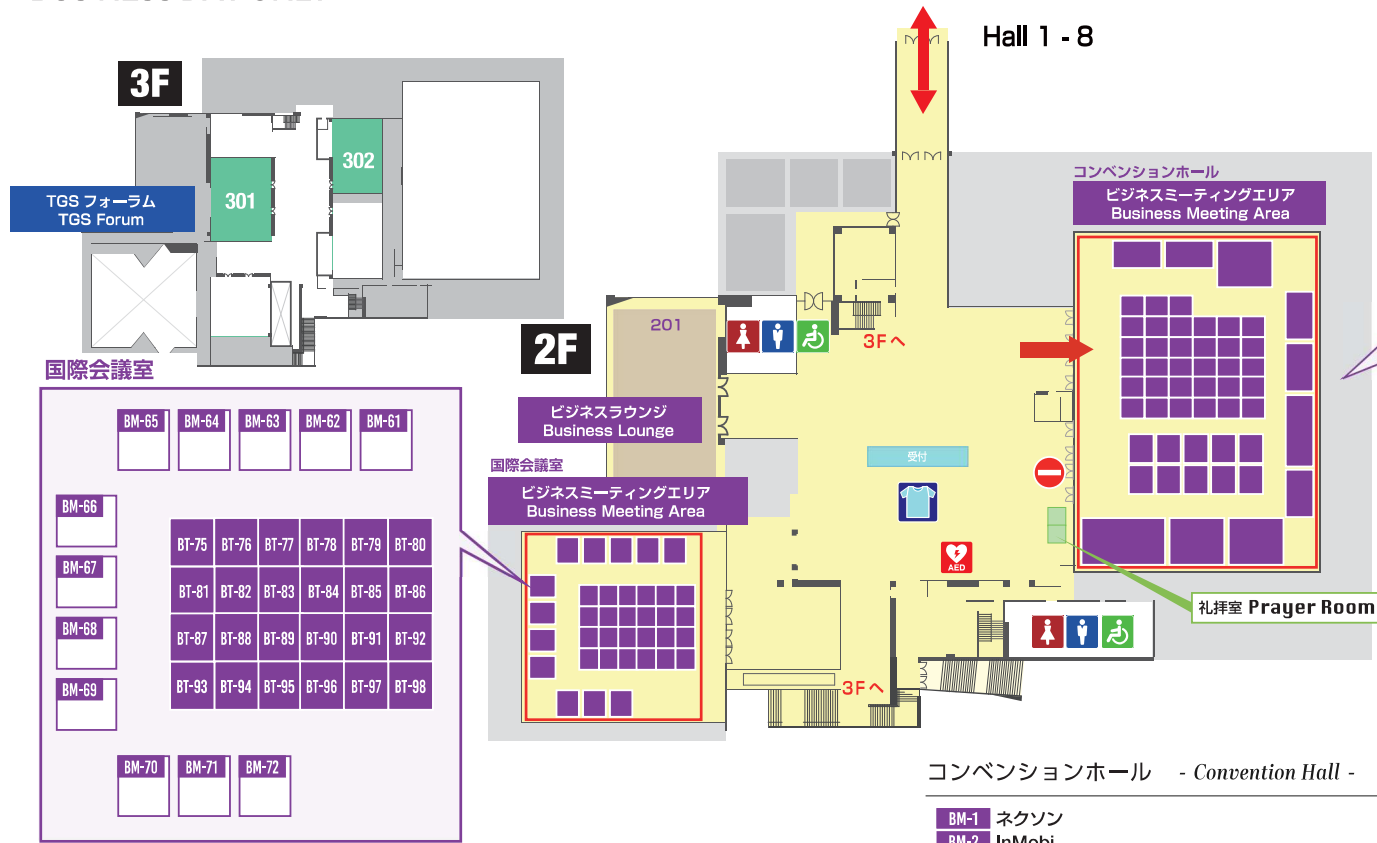 Hall 1 - 8
3F
301
302
TGS フォーラム
TGS Forum
コンベンションホール
ビジネスミーティングエリア
Business Meeting Area
2F
201
3Fへ
ビジネスラウンジ
Business Lounge
受付
国際会議室
ビジネスミーティングエリア
Business Meeting Area
AED
礼拝室 Prayer Room
3Fへ
国際会議室
BM-65 BM-64 BM-63 BM-62 BM-61
BM-66
BM-67
BM-68
BM-69
BT-75 BT-76 BT-77 BT-78 BT-79 BT-80
BT-81 BT-82 BT-83 BT-84 BT-85 BT-86
BT-87 BT-88 BT-89 BT-90 BT-91 BT-92
BT-93 BT-94 BT-95 BT-96 BT-97 BT-98
BM-70 BM-71 BM-72
コンベンションホール - Convention Hall -
BM-1 ネクソン
BM-2 InMobi